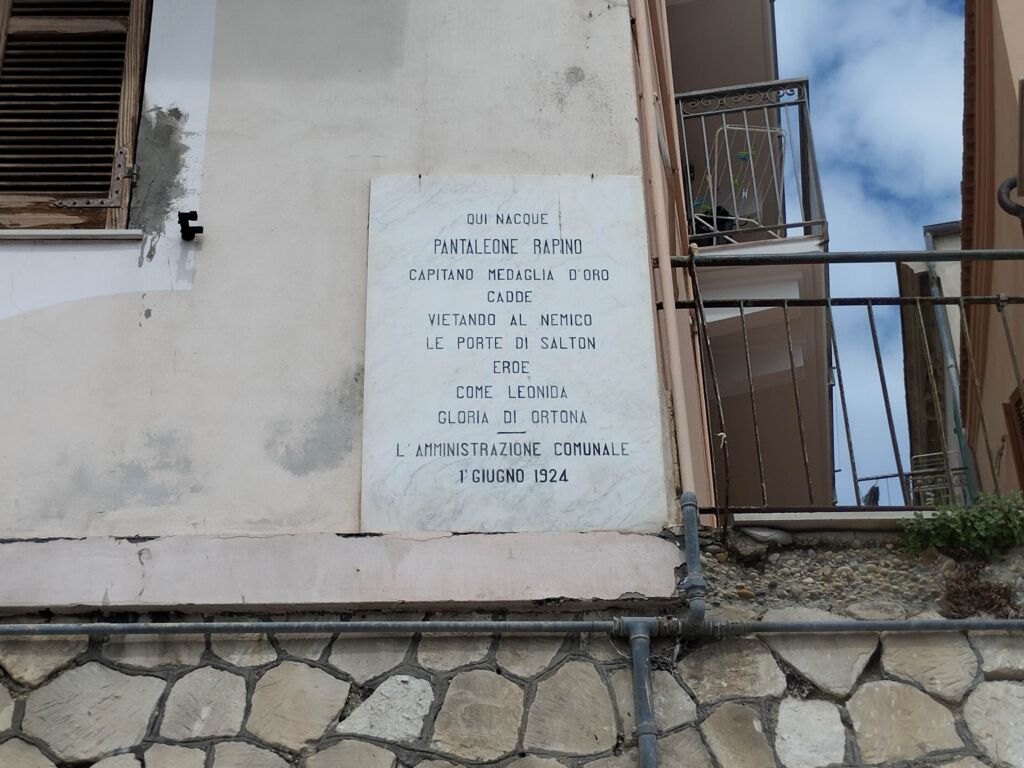 QUI NACQUE
PANTALEONE RAPINO
CAPITANO MEDAGLIA D'ORO
CADDE
VIETANDO AL NEMICO
LE PORTE DI SALTON
EROE
COME LEONIDA
GLORIA DI ORTONA
L'AMMINISTRAZIONE COMUNALE
1° GIUGNO 1924